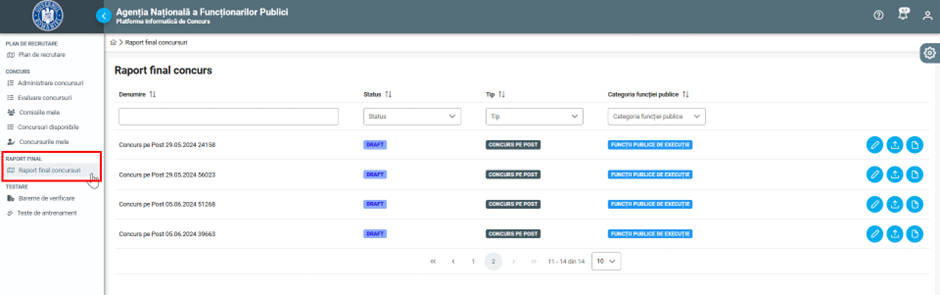 GUVERNUL ROMÂNIEI
Agenția Națională a Funcționarilor Publici
Platforma Informatică de Concurs
PLAN DE RECRUTARE
Plan de recrutare
CONCURS
Administrare concursuri
Evaluare concursuri
Comisiile mele
Concursuri disponibile
Concursurile mele
RAPORT FINAL
Raport final concursuri
TESTARE
Bareme de verificare
Teste de antrenament
> Raport final concursuri
Raport final concurs
Denumire Status Tip Categoria funcției publice
Status Tip Categoria funcției publice
Concurs pe Post 29.05.2024 24158 DRAFT CONCURS PE POST FUNCȚII PUBLICE DE EXECUȚIE
Concurs pe Post 29.05.2024 56023 DRAFT CONCURS PE POST FUNCȚII PUBLICE DE EXECUȚIE
Concurs pe Post 05.06.2024 51268 DRAFT CONCURS PE POST FUNCȚII PUBLICE DE EXECUȚIE
Concurs pe Post 05.06.2024 39663 DRAFT CONCURS PE POST FUNCȚII PUBLICE DE EXECUȚIE
« ‹ 1 2 › » 11 - 14 din 14 10